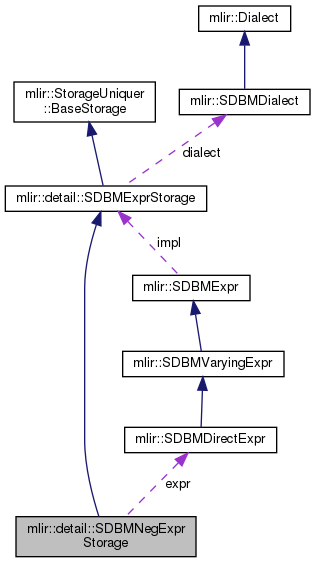 mlir::Dialect
mlir::StorageUniquer
::BaseStorage
mlir::SDBMDialect
dialect
mlir::detail::SDBMExprStorage
impl
mlir::SDBMExpr
mlir::SDBMVaryingExpr
mlir::SDBMDirectExpr
expr
mlir::detail::SDBMNegExpr
Storage